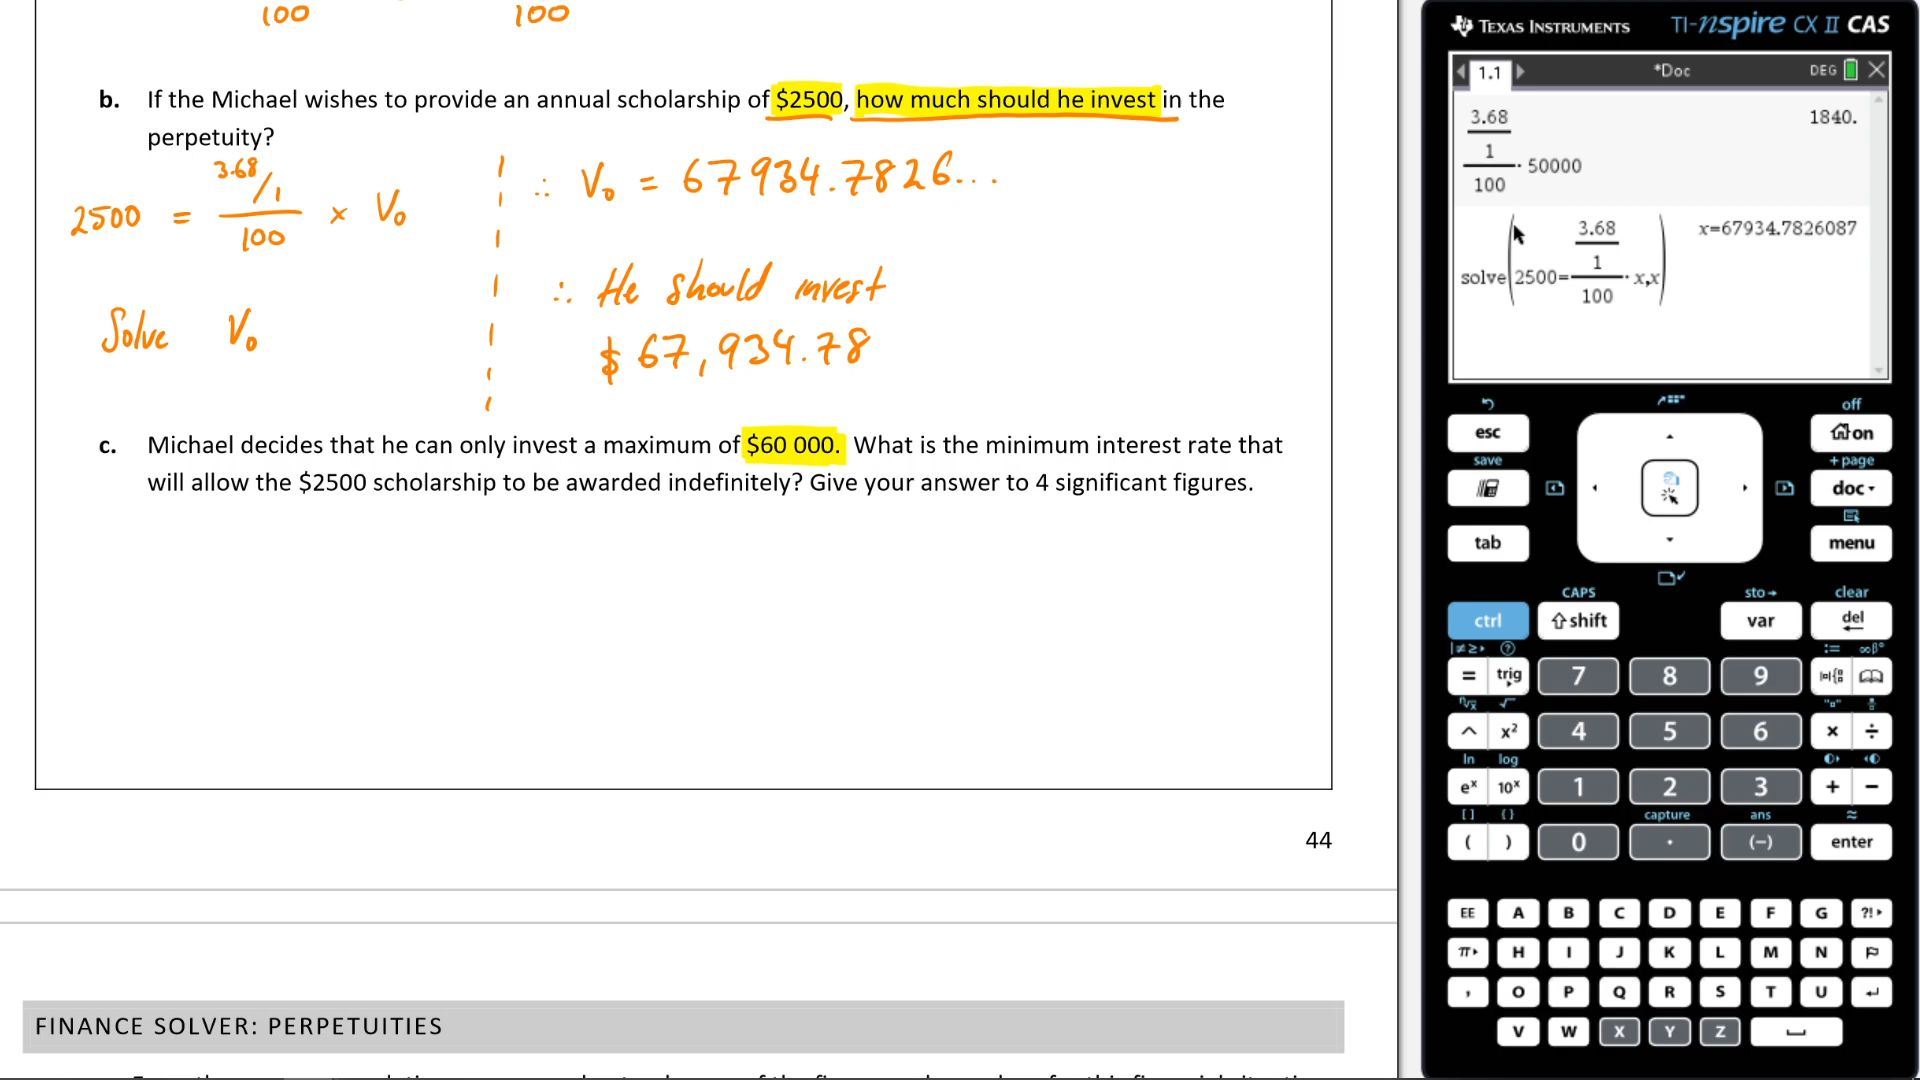 100 100
b. If the Michael wishes to provide an annual scholarship of $2500, how much should he invest in the
perpetuity?
2500 = 3.68/1 / 100 × V₀
Solve V₀
∴ V₀ = 67934.7826...
∴ He should invest
$ 67,934.78
c. Michael decides that he can only invest a maximum of $60 000. What is the minimum interest rate that
will allow the $2500 scholarship to be awarded indefinitely? Give your answer to 4 significant figures.
44
FINANCE SOLVER: PERPETUITIES
TEXAS INSTRUMENTS TI-nspire CX II CAS
1.1 *Doc DEG
3.68
1
100
· 50000
1840.
solve(2500= 3.68 / 1 / 100 · x,x)
x=67934.7826087
off
esc on
save + page
doc
tab menu
CAPS sto→ clear
ctrl shift var del
|≠≥▸ ? := ∞β°
= trig 7 8 9
ⁿ√x √ "▫"
^ x² 4 5 6 × ÷
ln log
eˣ 10ˣ 1 2 3 + −
[ ] { } capture ans ≈
( ) 0 . (−) enter
EE A B C D E F G ?!▸
π▸ H I J K L M N
, O P Q R S T U ↵
V W X Y Z